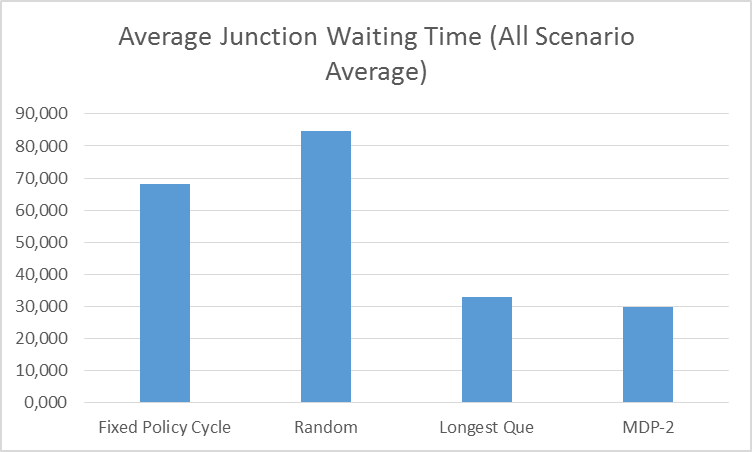 Average Junction Waiting Time (All Scenario
Average)
90,000
80,000
70,000
60,000
50,000
40,000
30,000
20,000
10,000
0,000
Fixed Policy Cycle
Random
Longest Que
MDP-2